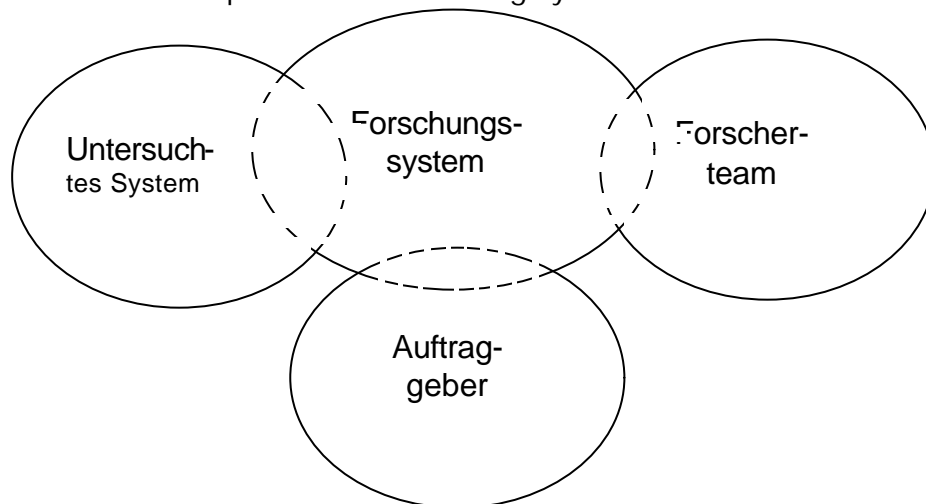 Untersuch-
tes System
Forschungs-
system
Forscher-
team
Auftrag-
geber